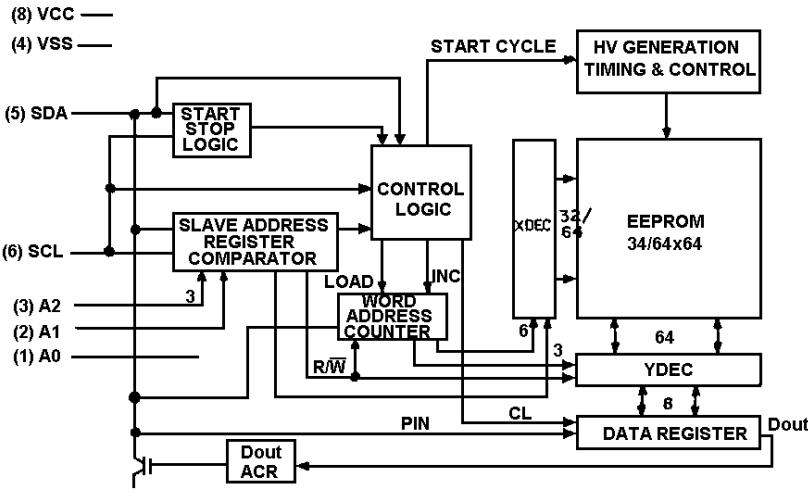 (8) VCC
(4) VSS
START CYCLE
HV GENERATION
TIMING & CONTROL
(5) SDA
START
STOP
LOGIC
CONTROL
LOGIC
XDEC
32/
64
EEPROM
34/64x64
SLAVE ADDRESS
REGISTER
COMPARATOR
(6) SCL
LOAD
INC
(3) A2
3
WORD
ADDRESS
COUNTER
(2) A1
6
64
(1) A0
3
R/W̅
YDEC
8
CL
PIN
DATA REGISTER
Dout
Dout
ACR